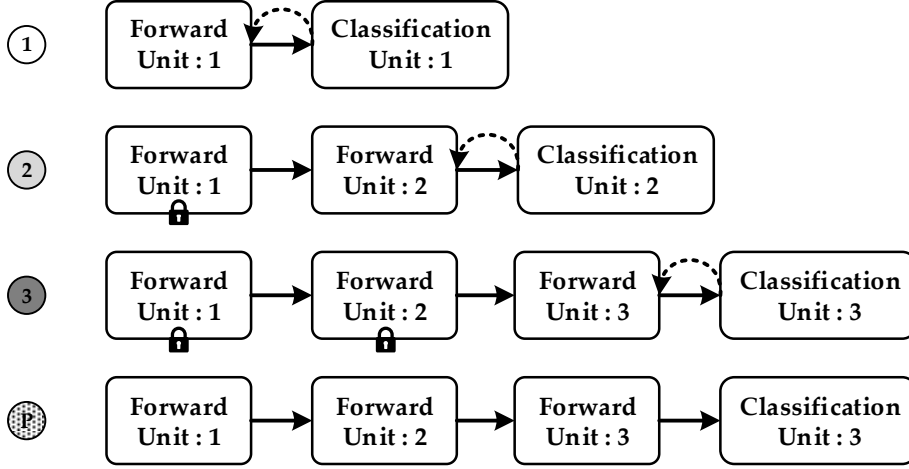 1
Forward
Unit : 1
Classification
Unit : 1
2
Forward
Unit : 1
Forward
Unit : 2
Classification
Unit : 2
3
Forward
Unit : 1
Forward
Unit : 2
Forward
Unit : 3
Classification
Unit : 3
P
Forward
Unit : 1
Forward
Unit : 2
Forward
Unit : 3
Classification
Unit : 3